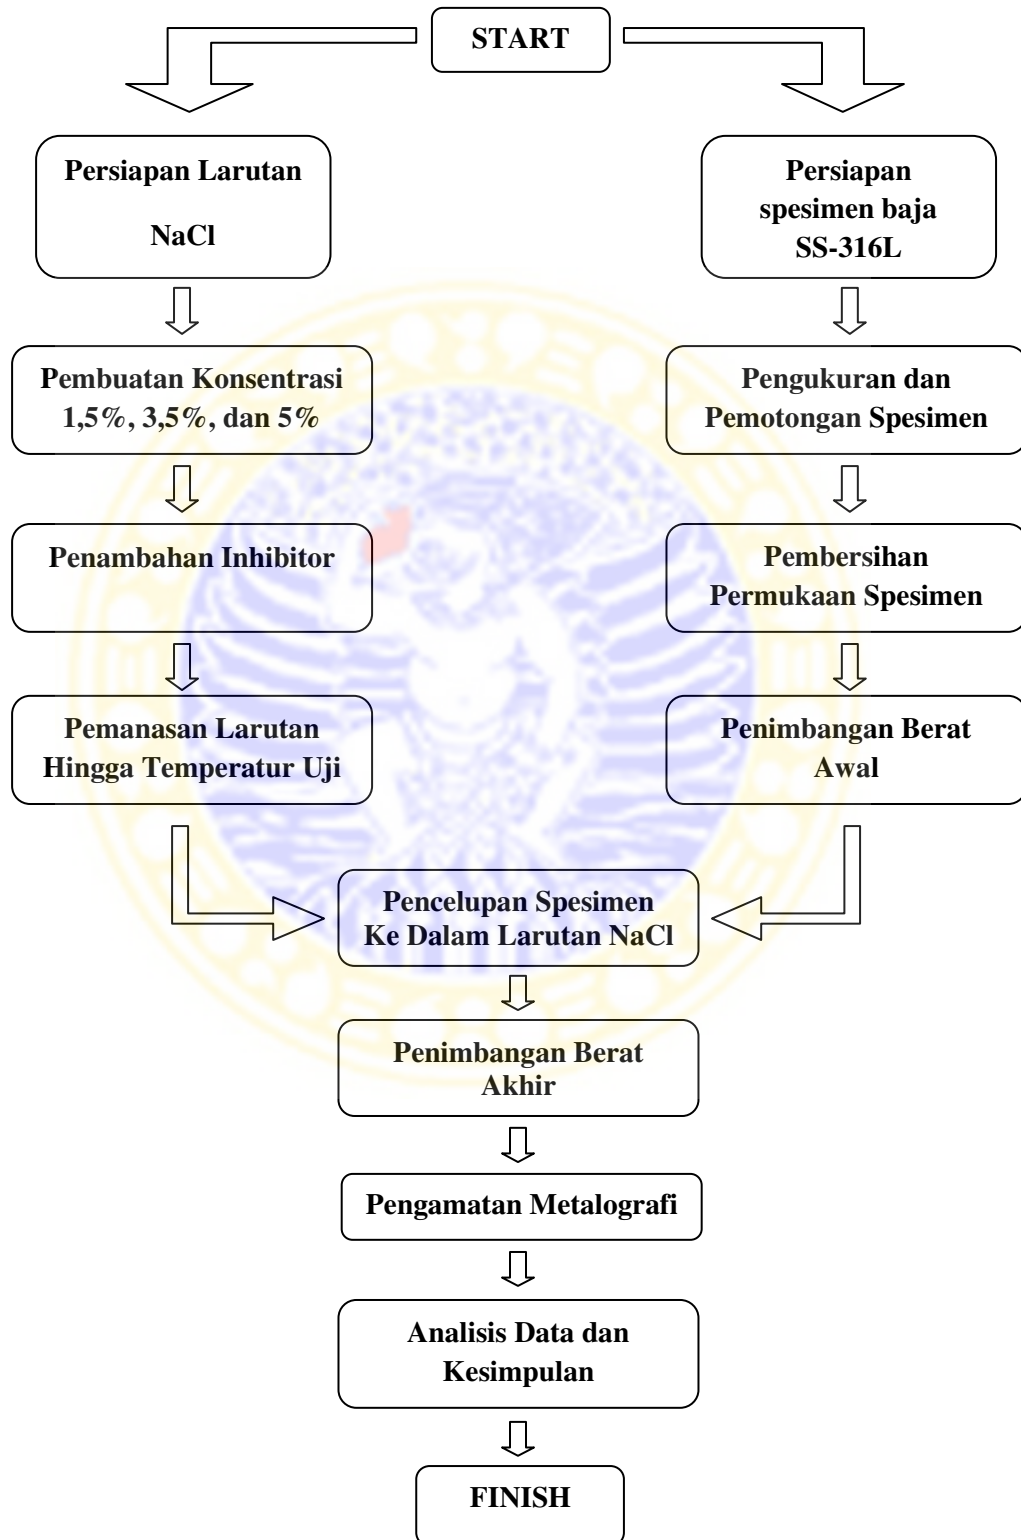 START
Persiapan Larutan
NaCl
Pembuatan Konsentrasi
1,5%, 3,5%, dan 5%
Penambahan Inhibitor
Pemanasan Larutan
Hingga Temperatur Uji
Persiapan
spesimen baja
SS-316L
Pengukuran dan
Pemotongan Spesimen
Pembersihan
Permukaan Spesimen
Penimbangan Berat
Awal
Pencelupan Spesimen
Ke Dalam Larutan NaCl
Penimbangan Berat
Akhir
Pengamatan Metalografi
Analisis Data dan
Kesimpulan
FINISH